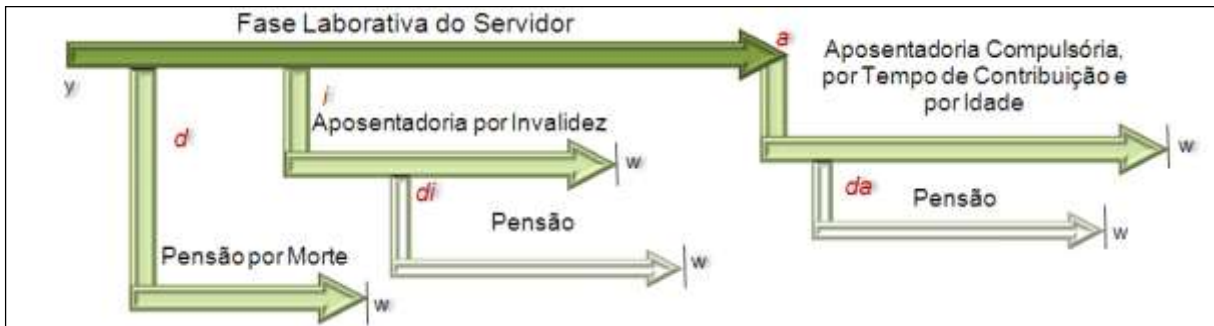 Fase Laborativa do Servidor
a
Aposentadoria Compulsória,
por Tempo de Contribuição e
por Idade
y
i
d
Aposentadoria por Invalidez
w
w
di
da
Pensão
Pensão
w
w
Pensão por Morte
w